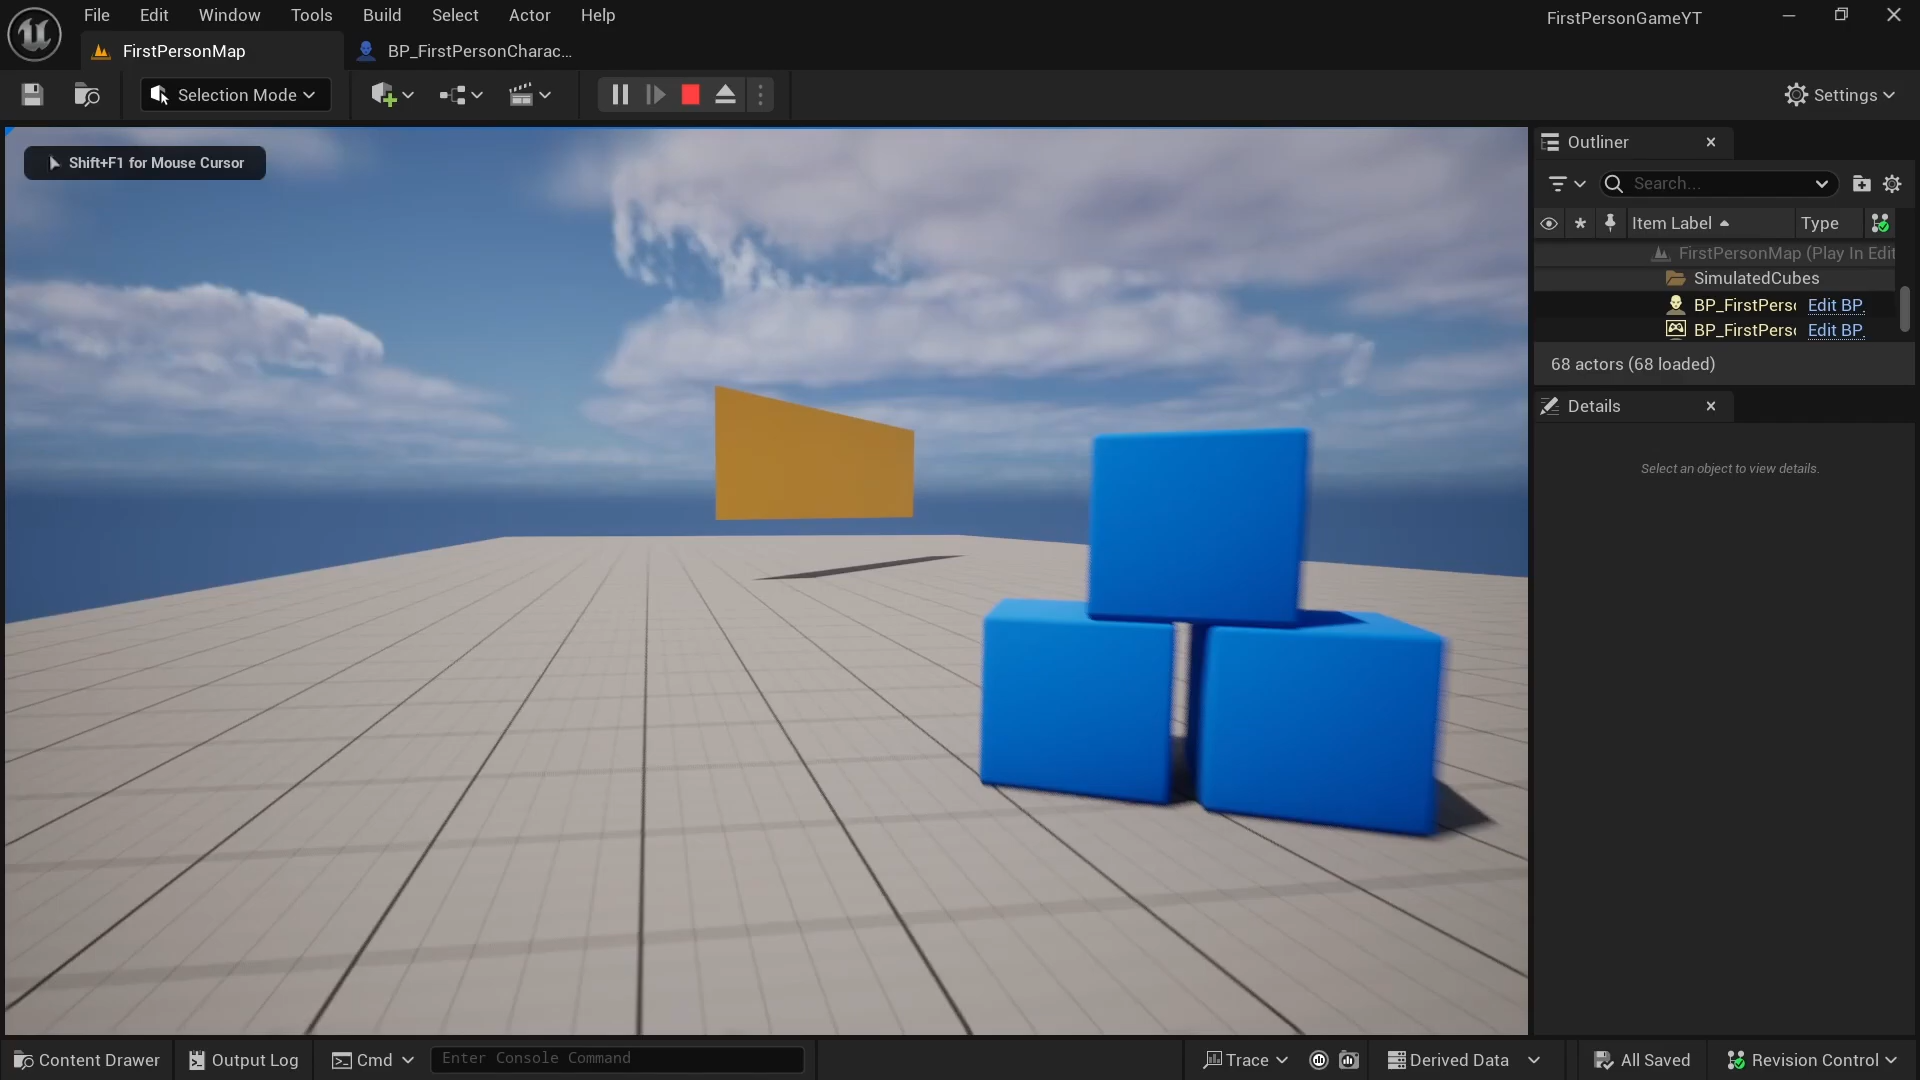 File Edit Window Tools Build Select Actor Help
FirstPersonGameYT
FirstPersonMap
BP_FirstPersonCharac...
Selection Mode
Settings
Shift+F1 for Mouse Cursor
Outliner
Search...
Item Label
Type
FirstPersonMap (Play In Edit
SimulatedCubes
BP_FirstPers Edit BP.
BP_FirstPers Edit BP.
68 actors (68 loaded)
Details
Select an object to view details.
Content Drawer
Output Log
Cmd
Enter Console Command
Trace
Derived Data
All Saved
Revision Control